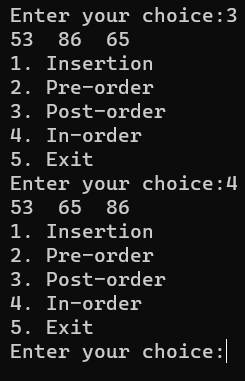 Enter your choice:3
53  86  65
1. Insertion
2. Pre-order
3. Post-order
4. In-order
5. Exit
Enter your choice:4
53  65  86
1. Insertion
2. Pre-order
3. Post-order
4. In-order
5. Exit
Enter your choice: